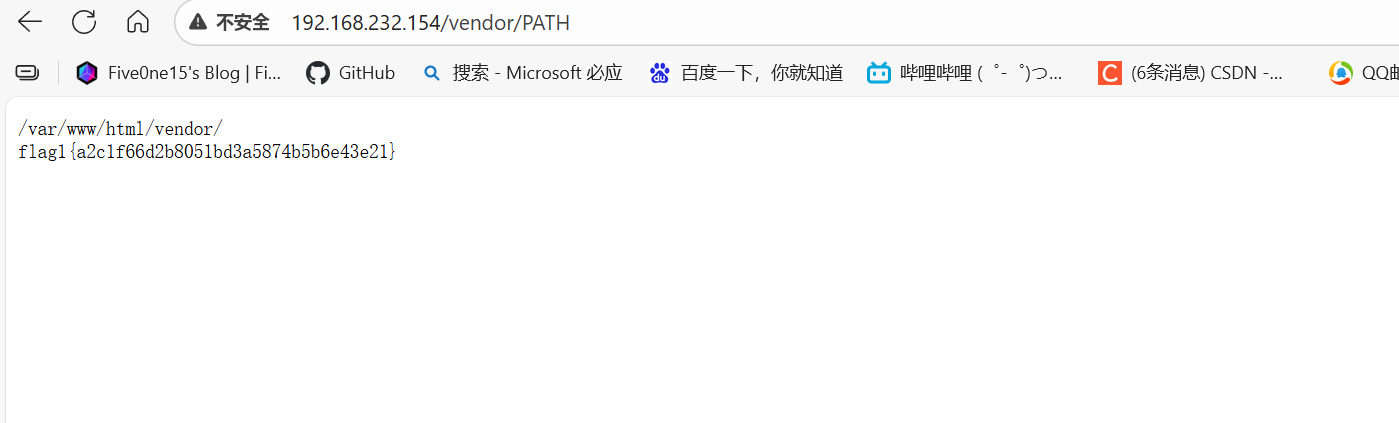 不安全 192.168.232.154/vendor/PATH
Five0ne15's Blog | Fi... GitHub 搜索 - Microsoft 必应 百度一下，你就知道 哔哩哔哩 ( ゜- ゜)つ... (6条消息) CSDN -... QQ邮
/var/www/html/vendor/
flag1{a2c1f66d2b8051bd3a5874b5b6e43e21}